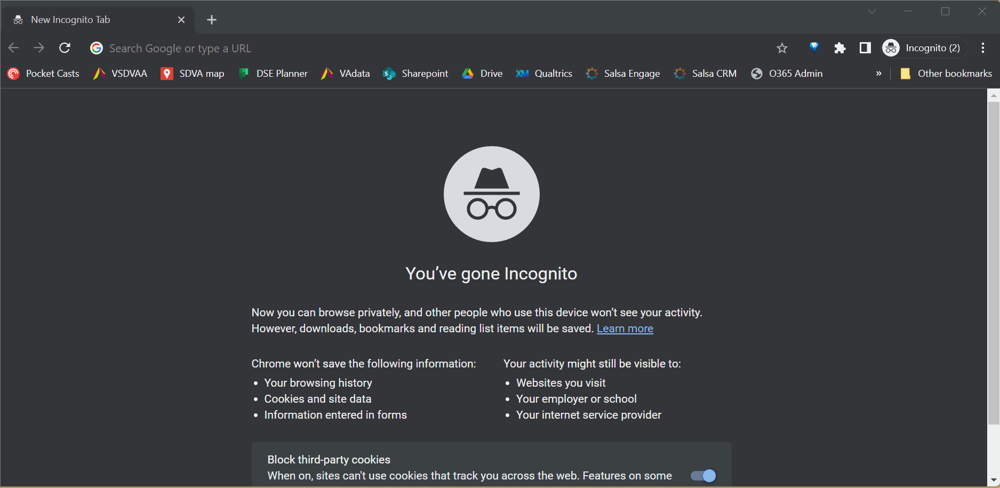 New Incognito Tab
Search Google or type a URL
Incognito (2)
Pocket Casts VSDVAA SDVA map DSE Planner VAdata Sharepoint Drive XM Qualtrics Salsa Engage Salsa CRM O365 Admin » Other bookmarks
You’ve gone Incognito
Now you can browse privately, and other people who use this device won’t see your activity.
However, downloads, bookmarks and reading list items will be saved. Learn more
Chrome won’t save the following information:
• Your browsing history
• Cookies and site data
• Information entered in forms
Your activity might still be visible to:
• Websites you visit
• Your employer or school
• Your internet service provider
Block third-party cookies
When on, sites can't use cookies that track you across the web. Features on some